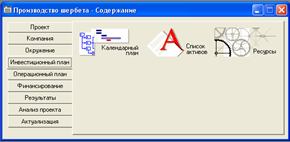 Производство шербета - Содержание
Проект
Компания
Окружение
Инвестиционный план
Операционный план
Финансирование
Результаты
Анализ проекта
Актуализация
Календарный
план
Список
активов
Ресурсы